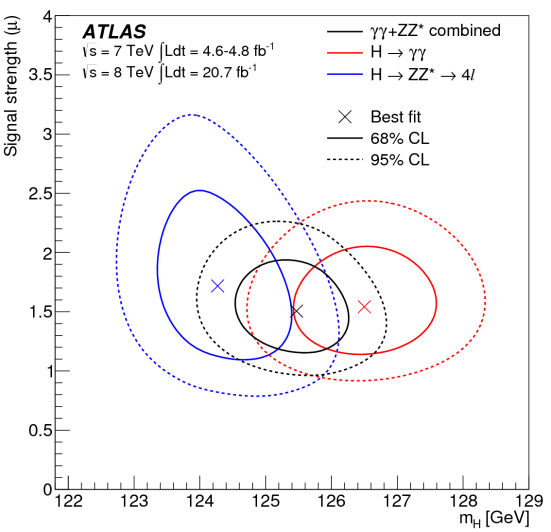 ATLAS
√s = 7 TeV ∫Ldt = 4.6-4.8 fb⁻¹
√s = 8 TeV ∫Ldt = 20.7 fb⁻¹
γγ+ZZ* combined
H → γγ
H → ZZ* → 4l
Best fit
68% CL
95% CL
Signal strength (μ)
4
3.5
3
2.5
2
1.5
1
0.5
0
122 123 124 125 126 127 128 129
m_H [GeV]